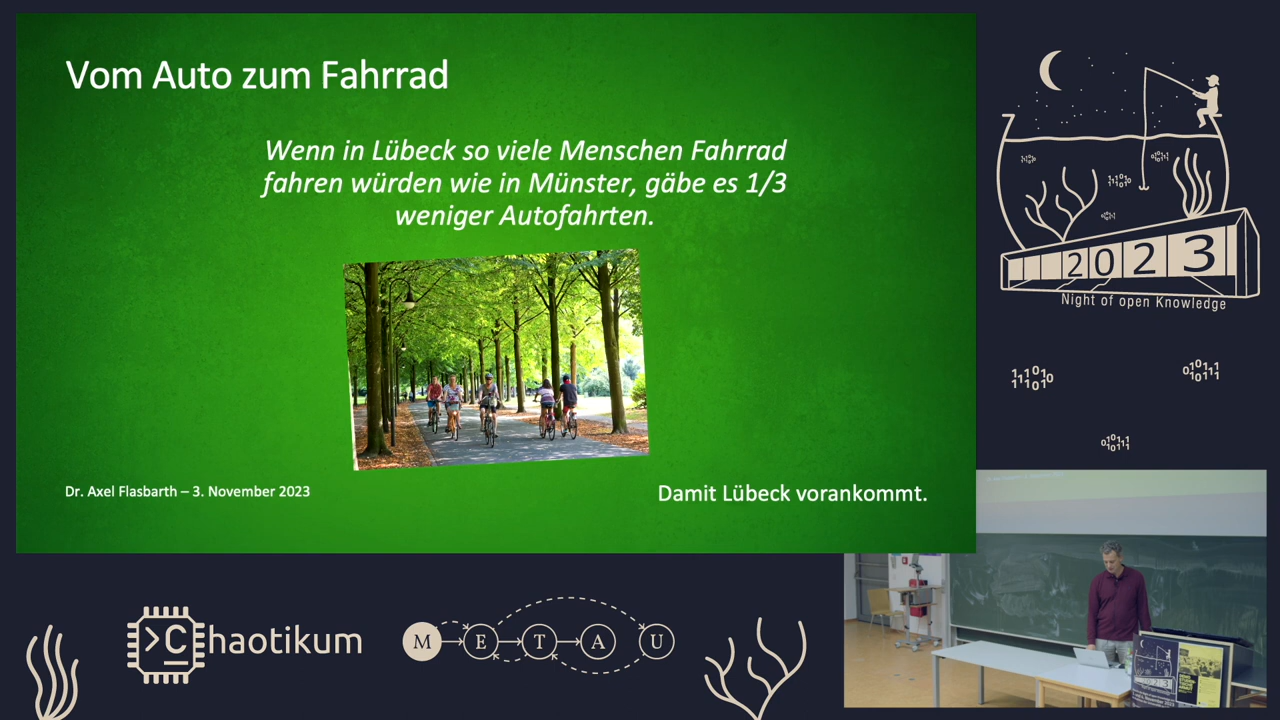 Vom Auto zum Fahrrad
Wenn in Lübeck so viele Menschen Fahrrad
fahren würden wie in Münster, gäbe es 1/3
weniger Autofahrten.
Dr. Axel Flasbarth – 3. November 2023
Damit Lübeck vorankommt.
2023
Night of open Knowledge
>C_haotikum
M E T A U